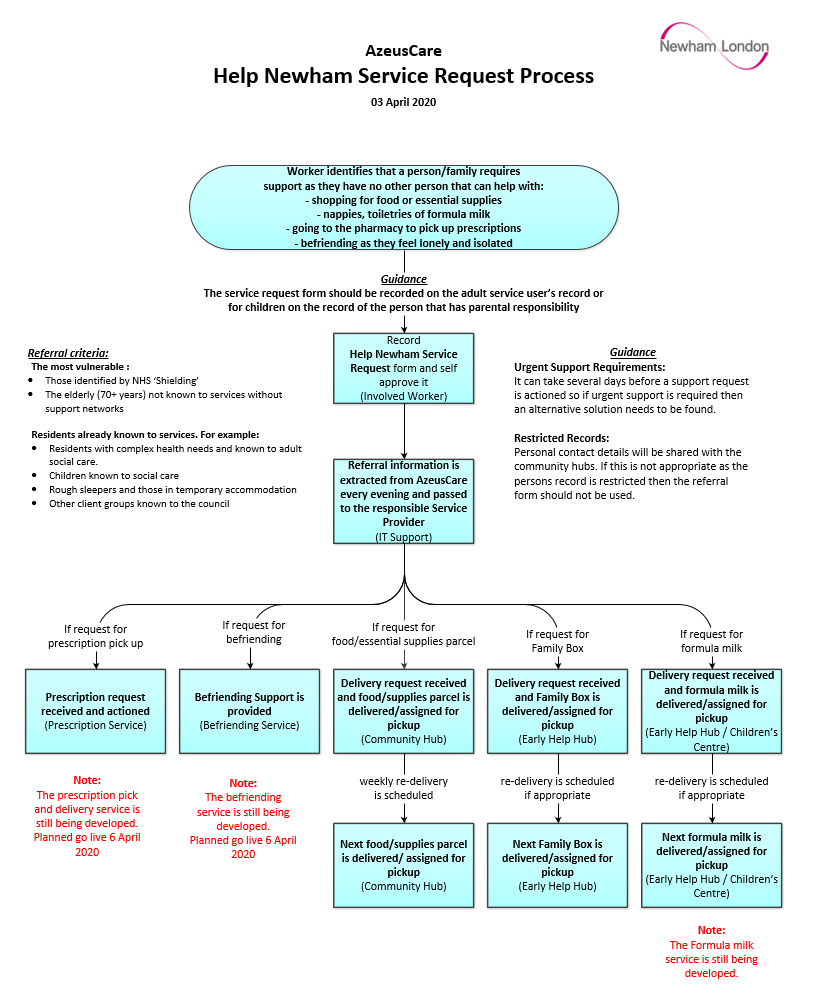 AzeusCare
Newham London
Help Newham Service Request Process
03 April 2020
Worker identifies that a person/family requires
support as they have no other person that can help with:
- shopping for food or essential supplies
- nappies, toiletries of formula milk
- going to the pharmacy to pick up prescriptions
- befriending as they feel lonely and isolated
Guidance
The service request form should be recorded on the adult service user's record or
for children on the record of the person that has parental responsibility
Record
Help Newham Service
Request form and self
approve it
(Involved Worker)
Referral criteria:
The most vulnerable :
• Those identified by NHS 'Shielding'
• The elderly (70+ years) not known to services without
support networks
Residents already known to services. For example:
• Residents with complex health needs and known to adult
social care.
• Children known to social care
• Rough sleepers and those in temporary accommodation
• Other client groups known to the council
Guidance
Urgent Support Requirements:
It can take several days before a support request
is actioned so if urgent support is required then
an alternative solution needs to be found.
Restricted Records:
Personal contact details will be shared with the
community hubs. If this is not appropriate as the
persons record is restricted then the referral
form should not be used.
Referral information is
extracted from AzeusCare
every evening and passed
to the responsible Service
Provider
(IT Support)
If request for
prescription pick up
If request for
befriending
If request for
food/essential supplies parcel
If request for
Family Box
If request for
formula milk
Prescription request
received and actioned
(Prescription Service)
Befriending Support is
provided
(Befriending Service)
Delivery request received
and food/supplies parcel is
delivered/assigned for
pickup
(Community Hub)
Delivery request received
and Family Box is
delivered/assigned for
pickup
(Early Help Hub)
Delivery request received
and formula milk is
delivered/assigned for
pickup
(Early Help Hub / Children's
Centre)
Note:
The prescription pick
and delivery service is
still being developed.
Planned go live 6 April
2020
Note:
The befriending
service is still being
developed.
Planned go live 6 April
2020
weekly re-delivery
is scheduled
re-delivery is scheduled
if appropriate
re-delivery is scheduled
if appropriate
Next food/supplies parcel
is delivered/ assigned for
pickup
(Community Hub)
Next Family Box is
delivered/assigned for
pickup
(Early Help Hub)
Next formula milk is
delivered/assigned for
pickup
(Early Help Hub / Children's
Centre)
Note:
The Formula milk
service is still being
developed.